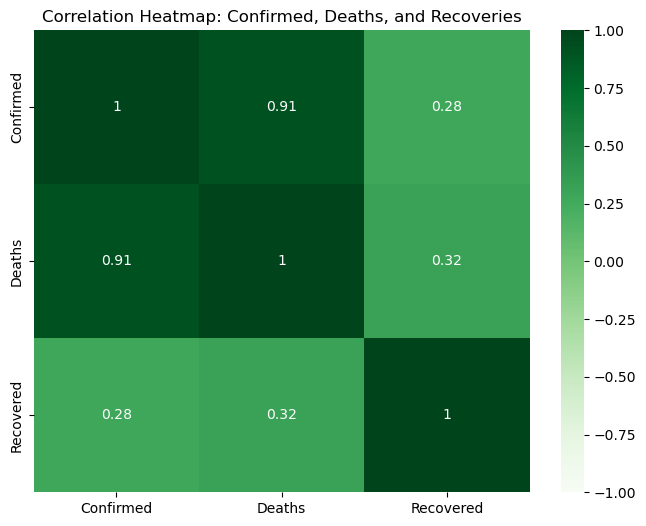 Correlation Heatmap: Confirmed, Deaths, and Recoveries
Confirmed
1
0.91
0.28
Deaths
0.91
1
0.32
Recovered
0.28
0.32
1
Confirmed
Deaths
Recovered
1.00
0.75
0.50
0.25
0.00
−0.25
−0.50
−0.75
−1.00